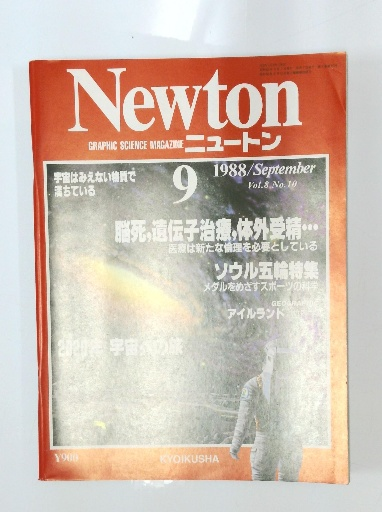 Newton
GRAPHIC SCIENCE MAGAZINE ニュートン
宇宙はみえない物質で
満ちている
9
1988/September
Vol.8, No.10
脳死,遺伝子治療,体外受精…
医療は新たな倫理を必要としている
ソウル五輪特集
メダルをめざすスポーツの科学
アイルランド
宇宙への旅
¥900
KYOIKUSHA